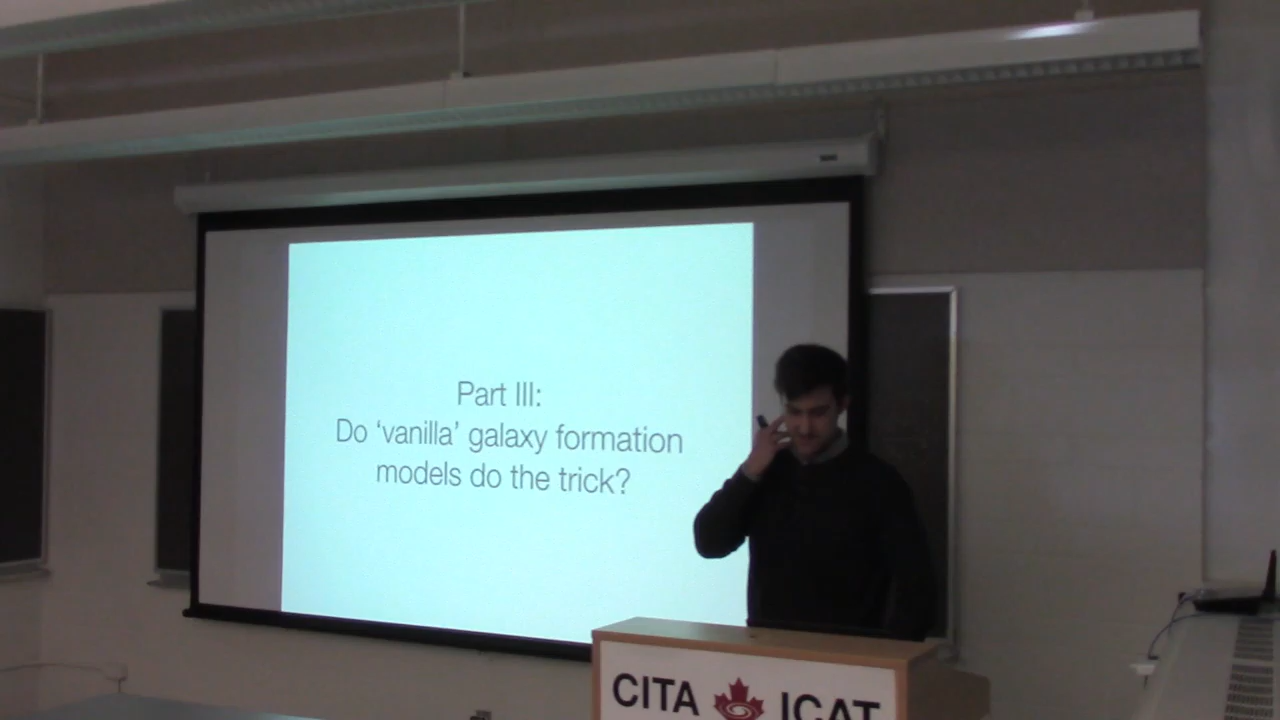 Part III:
Do ‘vanilla’ galaxy formation
models do the trick?
CITA ICAT